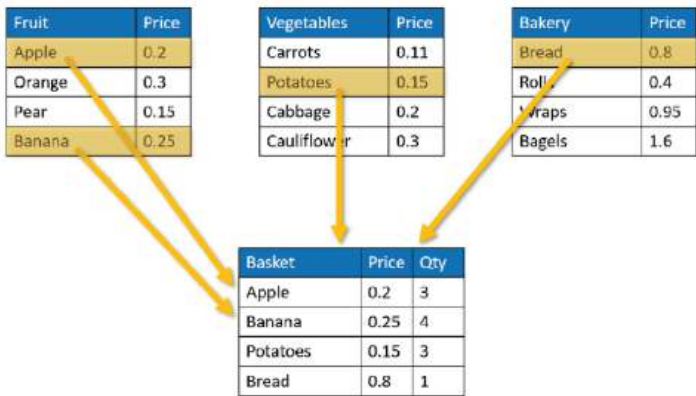 Fruit Price
Apple 0.2
Orange 0.3
Pear 0.15
Banana 0.25
Vegetables Price
Carrots 0.11
Potatoes 0.15
Cabbage 0.2
Cauliflower 0.3
Bakery Price
Bread 0.8
Rolls 0.4
Wraps 0.95
Bagels 1.6
Basket Price Qty
Apple 0.2 3
Banana 0.25 4
Potatoes 0.15 3
Bread 0.8 1